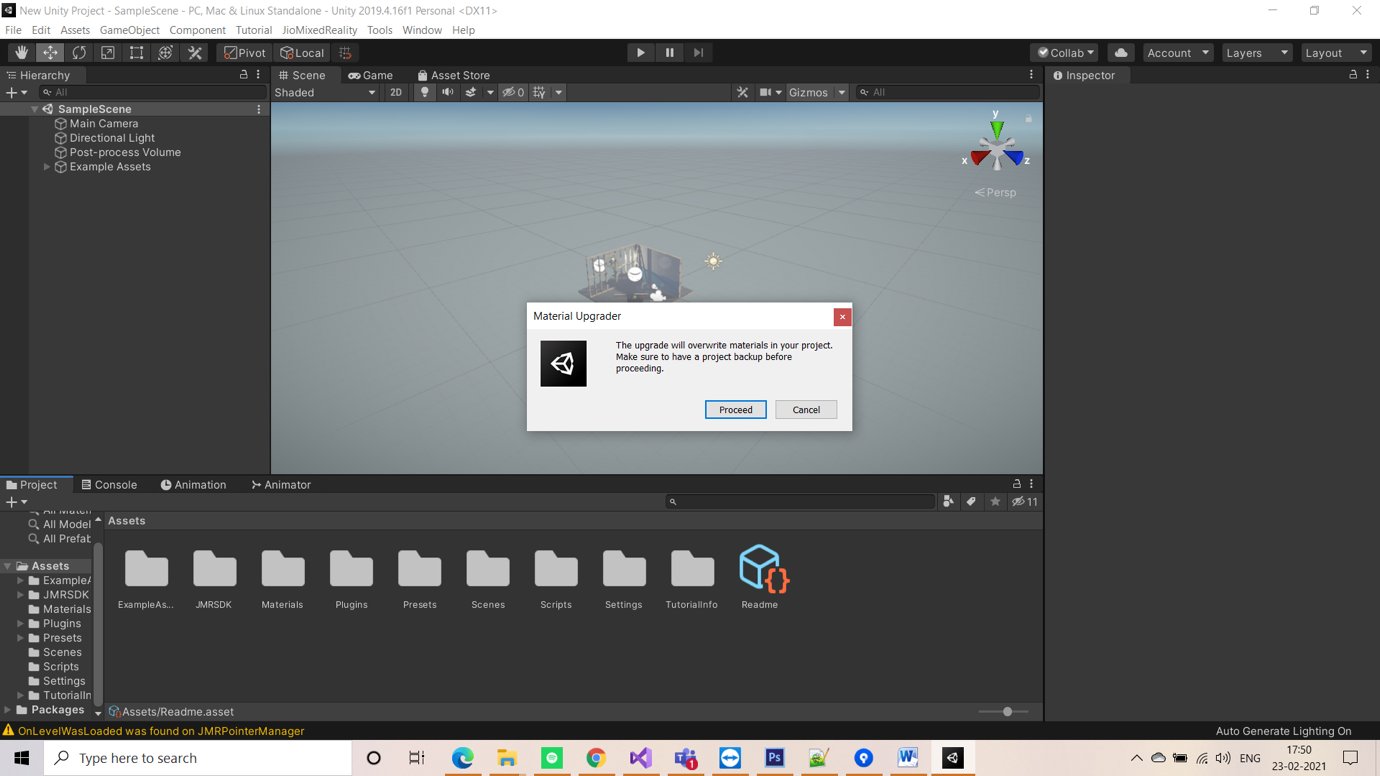 New Unity Project - SampleScene - PC, Mac & Linux Standalone - Unity 2019.4.16f1 Personal <DX11>
File Edit Assets GameObject Component Tutorial JioMixedReality Tools Window Help
Pivot Local Collab Account Layers Layout
Hierarchy
All
SampleScene
Main Camera
Directional Light
Post-process Volume
Example Assets
Scene Game Asset Store
Shaded 2D 0 Gizmos All
y
x z
Persp
Inspector
Material Upgrader
The upgrade will overwrite materials in your project.
Make sure to have a project backup before
proceeding.
Proceed Cancel
Project Console Animation Animator
11
All Model
All Prefab
Assets
ExampleA
JMRSDK
Materials
Plugins
Presets
Scenes
Scripts
Settings
TutorialIn
Packages
Assets
ExampleAs... JMRSDK Materials Plugins Presets Scenes Scripts Settings TutorialInfo Readme
Assets/Readme.asset
OnLevelWasLoaded was found on JMRPointerManager
Auto Generate Lighting On
Type here to search
1
Ps
W
ENG
17:50
23-02-2021